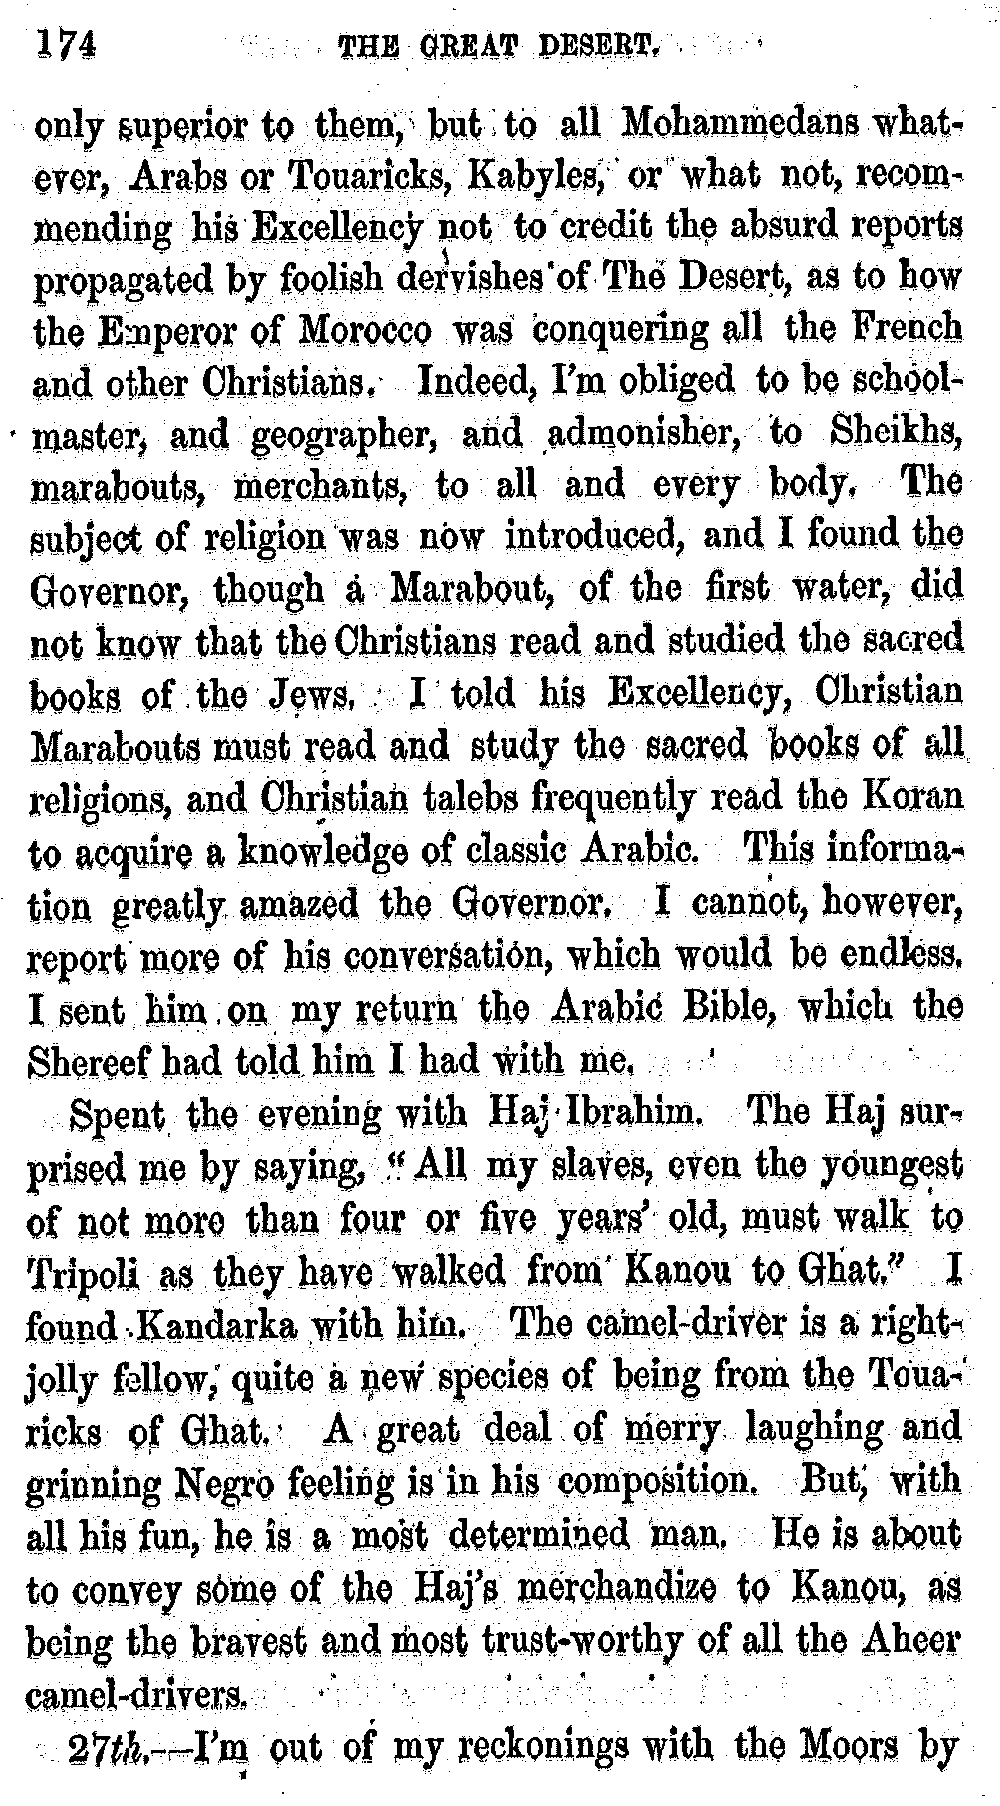 174 THE GREAT DESERT.
only superior to them, but to all Mohammedans what-
ever, Arabs or Touaricks, Kabyles, or what not, recom-
mending his Excellency not to credit the absurd reports
propagated by foolish dervishes of The Desert, as to how
the Emperor of Morocco was conquering all the French
and other Christians. Indeed, I'm obliged to be school-
master, and geographer, and admonisher, to Sheikhs,
marabouts, merchants, to all and every body. The
subject of religion was now introduced, and I found the
Governor, though a Marabout, of the first water, did
not know that the Christians read and studied the sacred
books of the Jews. I told his Excellency, Christian
Marabouts must read and study the sacred books of all
religions, and Christian talebs frequently read the Koran
to acquire a knowledge of classic Arabic. This informa-
tion greatly amazed the Governor. I cannot, however,
report more of his conversation, which would be endless.
I sent him on my return the Arabic Bible, which the
Shereef had told him I had with me.
Spent the evening with Haj Ibrahim. The Haj sur-
prised me by saying, "All my slaves, even the youngest
of not more than four or five years' old, must walk to
Tripoli as they have walked from Kanou to Ghat." I
found Kandarka with him. The camel-driver is a right-
jolly fellow, quite a new species of being from the Toua-
ricks of Ghat. A great deal of merry laughing and
grinning Negro feeling is in his composition. But, with
all his fun, he is a most determined man. He is about
to convey some of the Haj's merchandize to Kanou, as
being the bravest and most trust-worthy of all the Aheer
camel-drivers.
27th.—I'm out of my reckonings with the Moors by